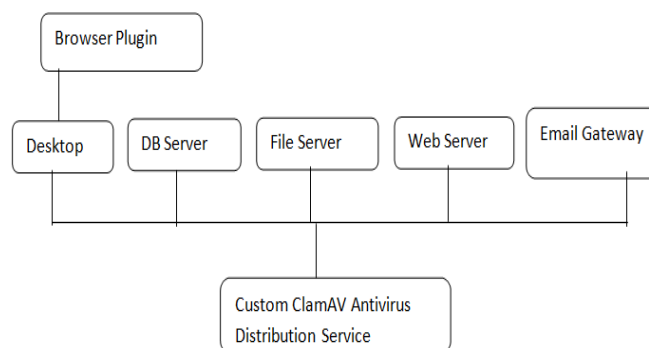 Browser Plugin
Desktop
DB Server
File Server
Web Server
Email Gateway
Custom ClamAV Antivirus
Distribution Service